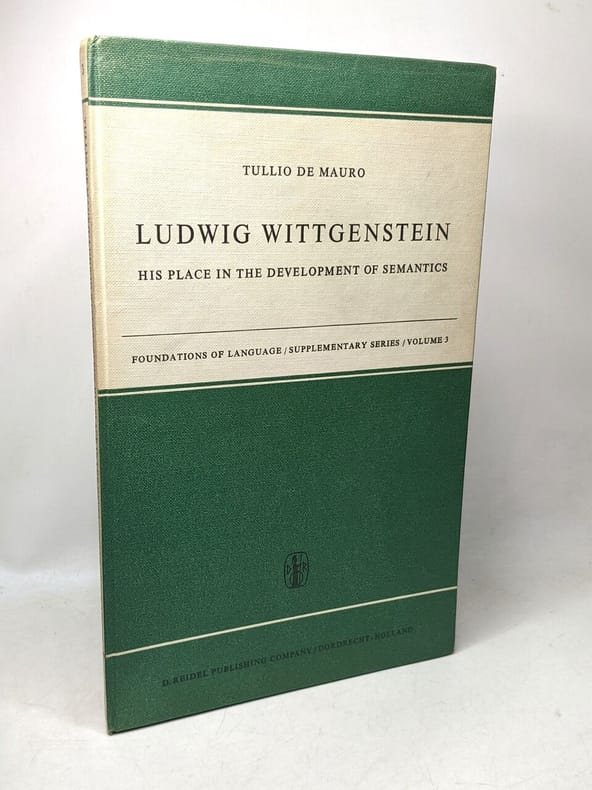 TULLIO DE MAURO
LUDWIG WITTGENSTEIN
HIS PLACE IN THE DEVELOPMENT OF SEMANTICS
FOUNDATIONS OF LANGUAGE / SUPPLEMENTARY SERIES / VOLUME 3
D. REIDEL PUBLISHING COMPANY / DORDRECHT-HOLLAND